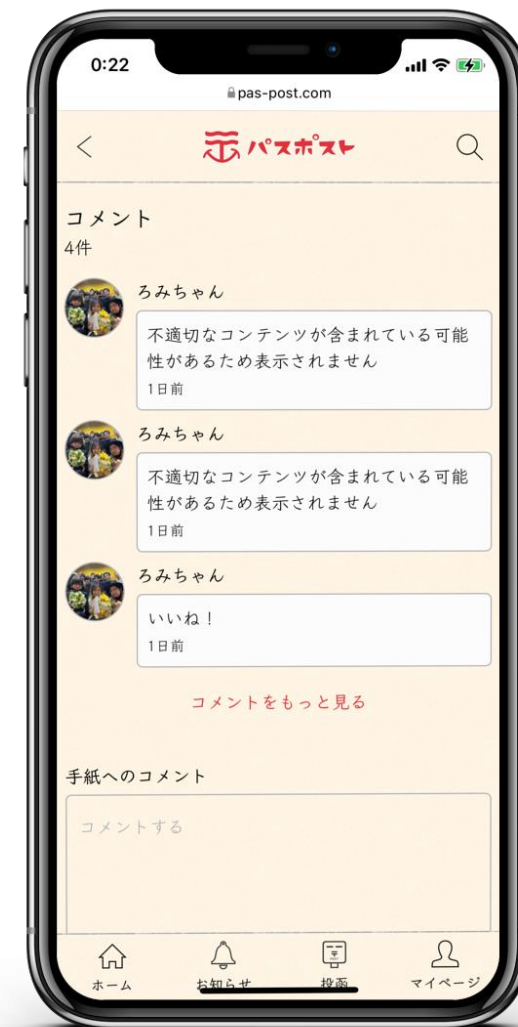 0:22
pas-post.com
パスポスト
コメント
4件
ろみちゃん
不適切なコンテンツが含まれている可能
性があるため表示されません
1日前
ろみちゃん
不適切なコンテンツが含まれている可能
性があるため表示されません
1日前
ろみちゃん
いいね！
1日前
コメントをもっと見る
手紙へのコメント
コメントする
ホーム
お知らせ
投函
マイページ